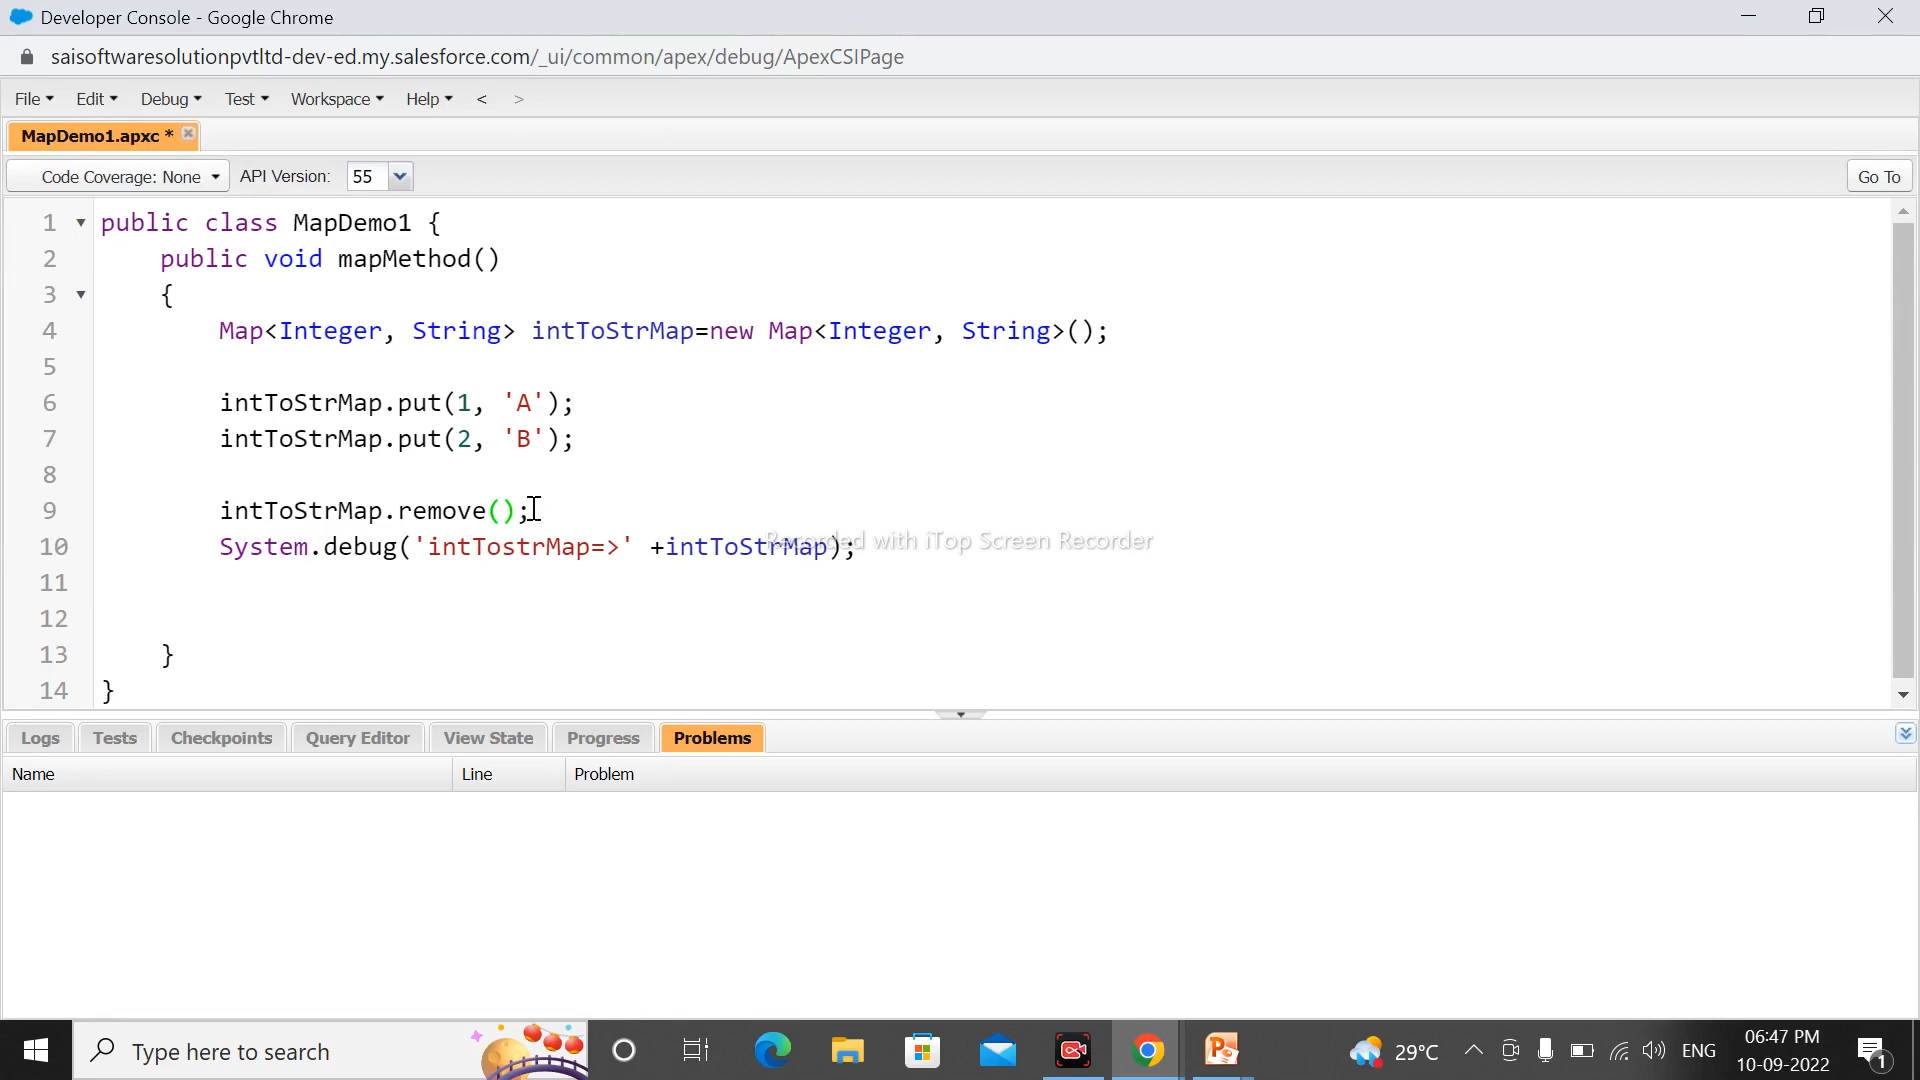 Developer Console - Google Chrome
saisoftwaresolutionpvtltd-dev-ed.my.salesforce.com/_ui/common/apex/debug/ApexCSIPage
File Edit Debug Test Workspace Help < >
MapDemo1.apxc *
Code Coverage: None API Version: 55 Go To
1 public class MapDemo1 {
2 public void mapMethod()
3 {
4 Map<Integer, String> intToStrMap=new Map<Integer, String>();
5
6 intToStrMap.put(1, 'A');
7 intToStrMap.put(2, 'B');
8
9 intToStrMap.remove();
10 System.debug('intTostrMap=>' +intToStrMap);
Recorded with iTop Screen Recorder
11
12
13 }
14 }
Logs Tests Checkpoints Query Editor View State Progress Problems
Name Line Problem
Type here to search
29°C
ENG
06:47 PM
10-09-2022
1